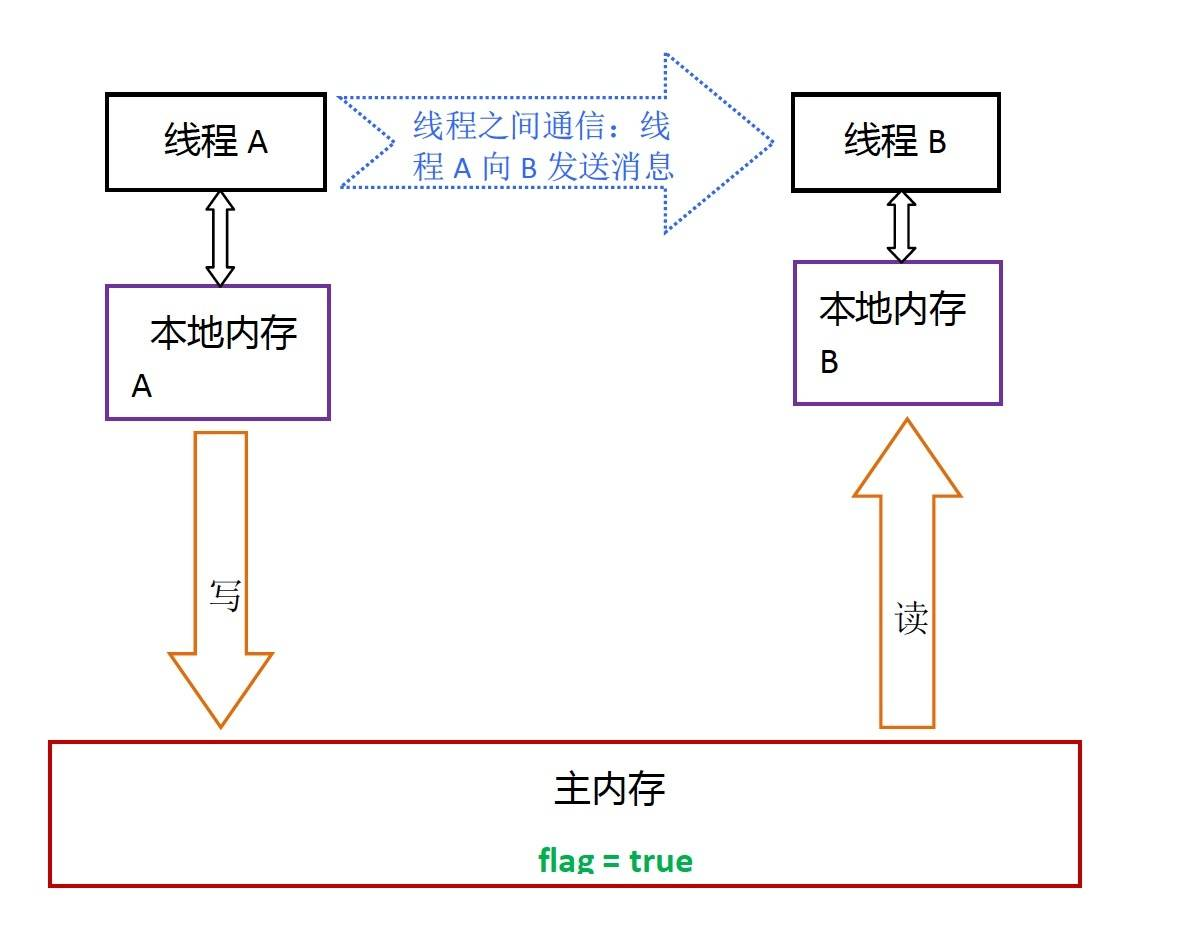 线程 A
线程之间通信：线
程 A 向 B 发送消息
线程 B
本地内存
A
本地内存
B
写
读
主内存
flag = true